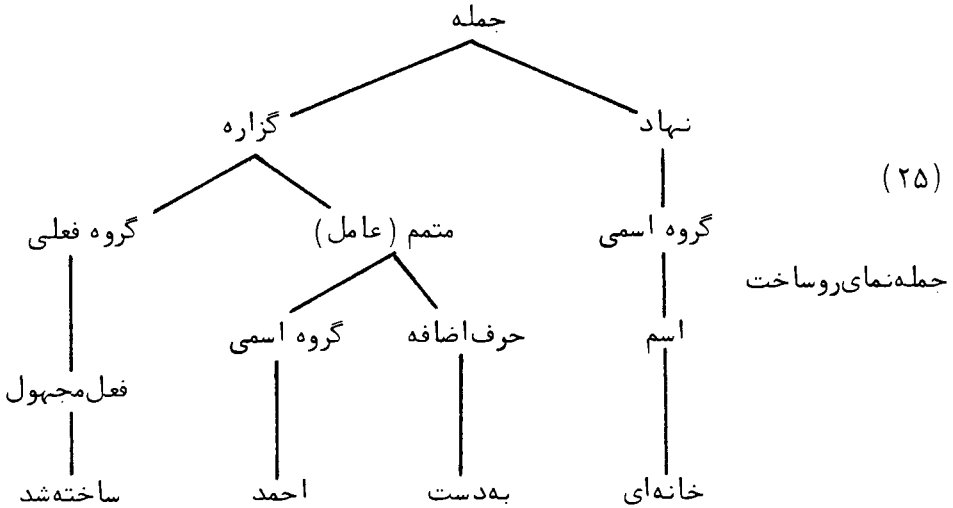 جمله
نهاد گزاره
(۲۵)
گروه اسمی متمم (عامل) گروه فعلی
جمله‌نمای‌روساخت
اسم حرف‌اضافه گروه اسمی
فعل‌مجهول
خانه‌ای به‌دست احمد ساخته‌شد